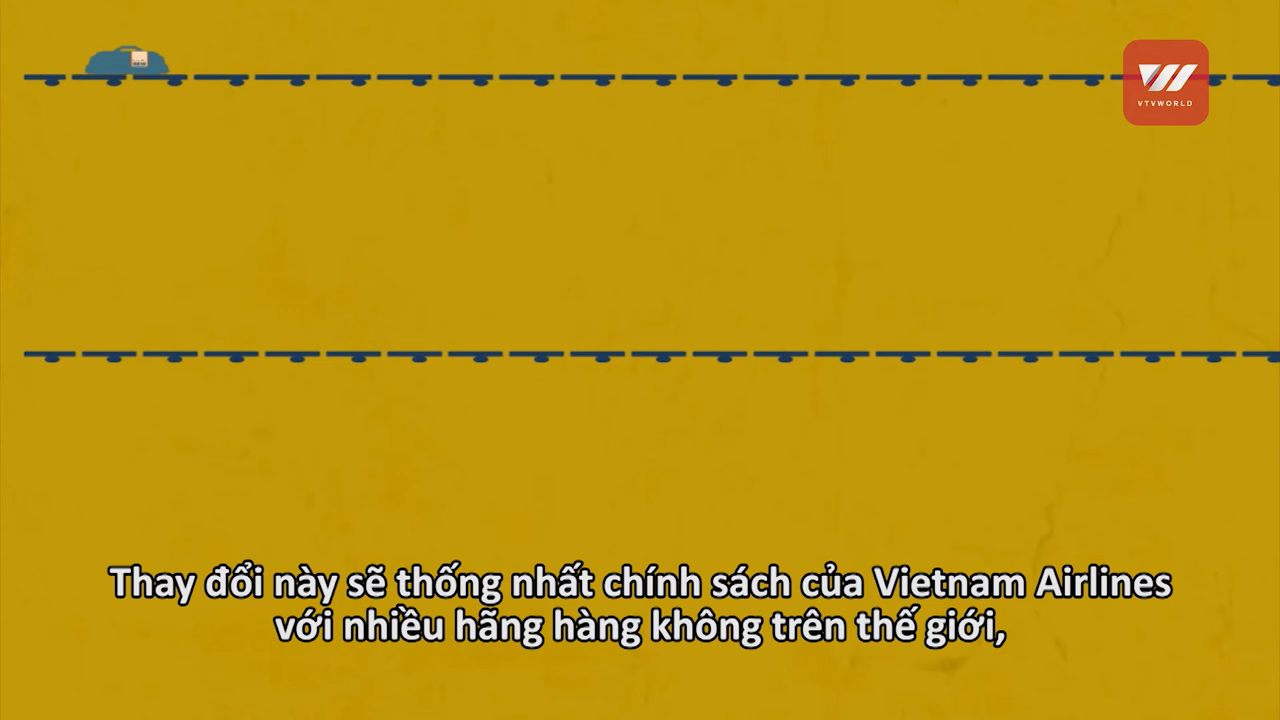 VTVWORLD
Thay đổi này sẽ thống nhất chính sách của Vietnam Airlines
với nhiều hãng hàng không trên thế giới,